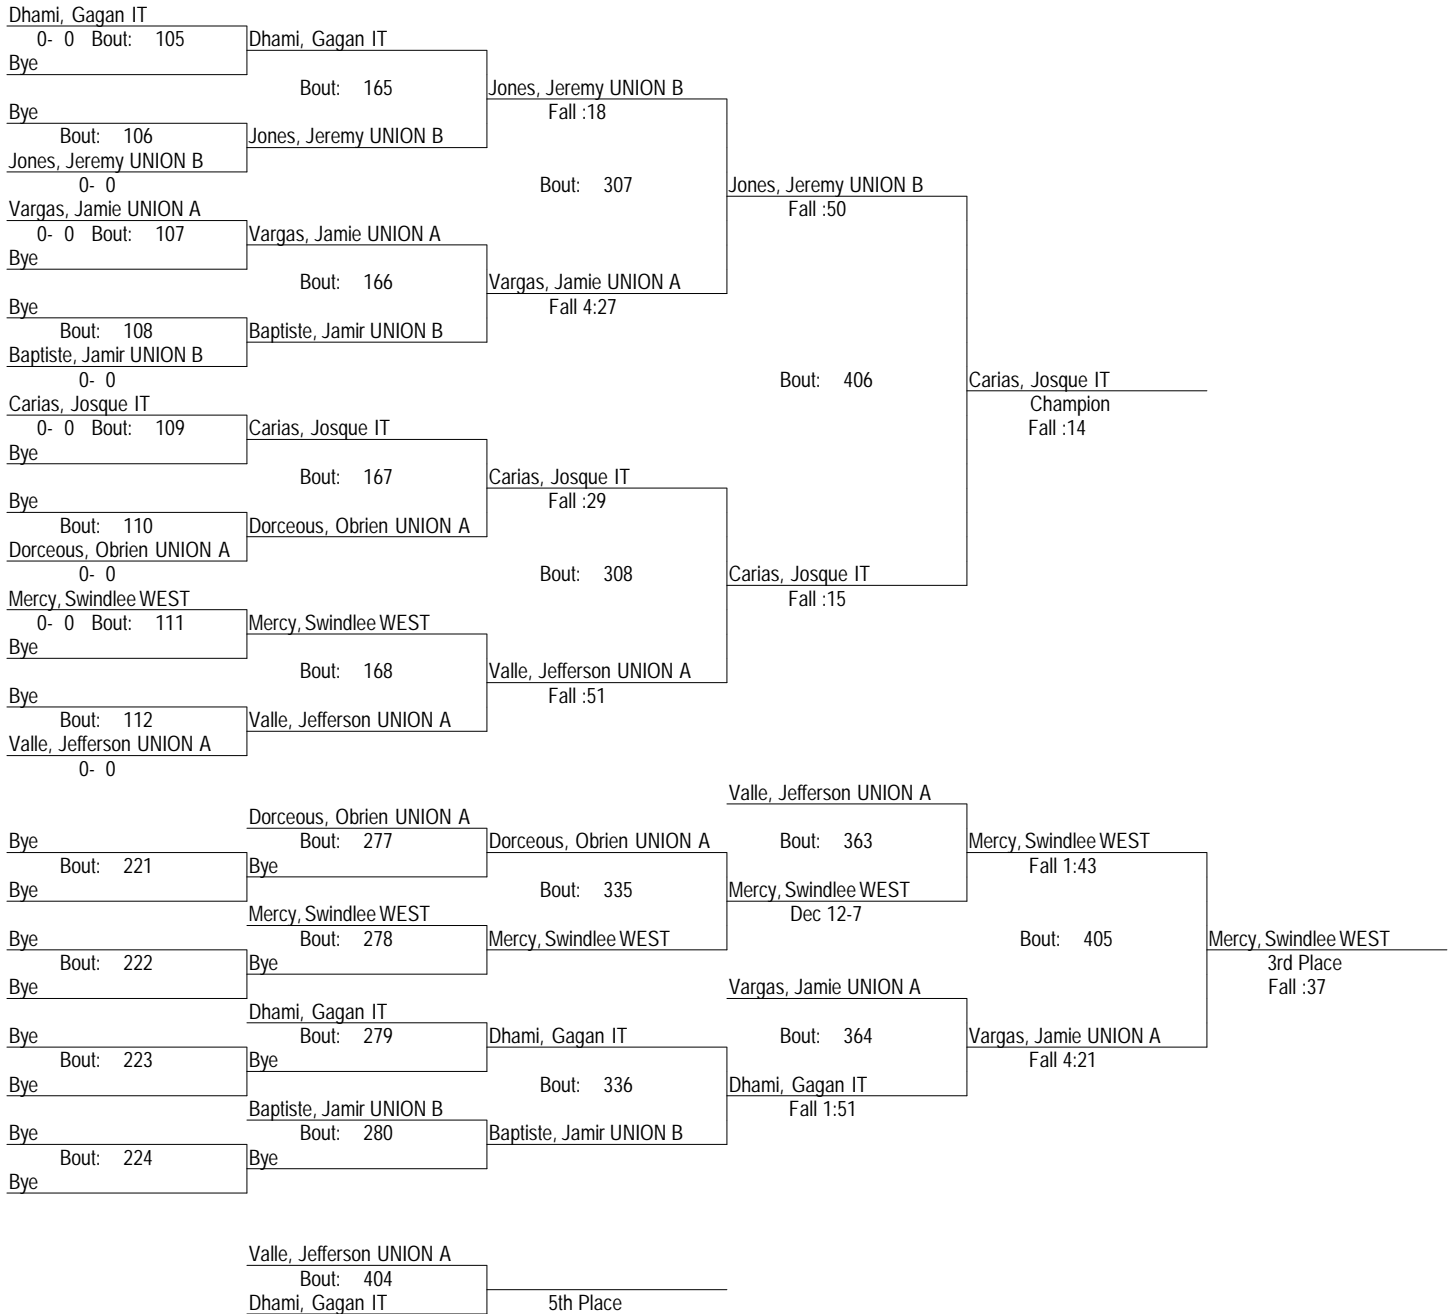 Dhami, Gagan IT
0- 0 Bout: 105 Dhami, Gagan IT
Bye
Bout: 165 Jones, Jeremy UNION B
Bye Fall :18
Bout: 106 Jones, Jeremy UNION B
Jones, Jeremy UNION B
0- 0 Bout: 307 Jones, Jeremy UNION B
Vargas, Jamie UNION A Fall :50
0- 0 Bout: 107 Vargas, Jamie UNION A
Bye
Bout: 166 Vargas, Jamie UNION A
Bye Fall 4:27
Bout: 108 Baptiste, Jamir UNION B
Baptiste, Jamir UNION B
0- 0 Bout: 406 Carias, Josque IT
Carias, Josque IT Champion
0- 0 Bout: 109 Carias, Josque IT Fall :14
Bye
Bout: 167 Carias, Josque IT
Bye Fall :29
Bout: 110 Dorceous, Obrien UNION A
Dorceous, Obrien UNION A
0- 0 Bout: 308 Carias, Josque IT
Mercy, Swindlee WEST Fall :15
0- 0 Bout: 111 Mercy, Swindlee WEST
Bye
Bout: 168 Valle, Jefferson UNION A
Bye Fall :51
Bout: 112 Valle, Jefferson UNION A
Valle, Jefferson UNION A
0- 0
Valle, Jefferson UNION A
Dorceous, Obrien UNION A
Bye Bout: 277 Dorceous, Obrien UNION A Bout: 363 Mercy, Swindlee WEST
Bout: 221 Bye Fall 1:43
Bye Bout: 335 Mercy, Swindlee WEST
Mercy, Swindlee WEST Dec 12-7
Bye Bout: 278 Mercy, Swindlee WEST Bout: 405 Mercy, Swindlee WEST
Bout: 222 Bye 3rd Place
Bye Vargas, Jamie UNION A Fall :37
Dhami, Gagan IT
Bye Bout: 279 Dhami, Gagan IT Bout: 364 Vargas, Jamie UNION A
Bout: 223 Bye Fall 4:21
Bye Bout: 336 Dhami, Gagan IT
Baptiste, Jamir UNION B Fall 1:51
Bye Bout: 280 Baptiste, Jamir UNION B
Bout: 224 Bye
Bye
Valle, Jefferson UNION A
Bout: 404
Dhami, Gagan IT 5th Place